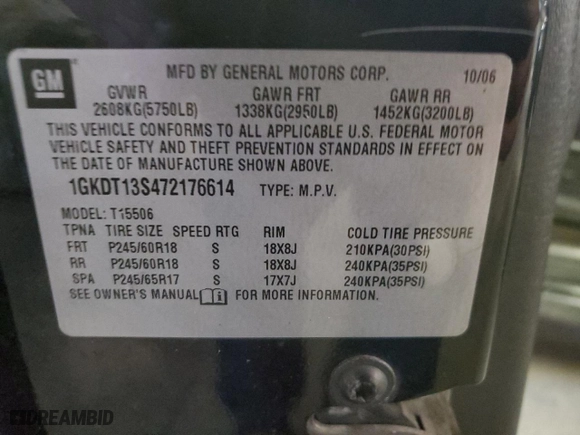 GM
MFD BY GENERAL MOTORS CORP. 10/06
GVWR GAWR FRT GAWR RR
2608KG(5750LB) 1338KG(2950LB) 1452KG(3200LB)
THIS VEHICLE CONFORMS TO ALL APPLICABLE U.S. FEDERAL MOTOR
VEHICLE SAFETY AND THEFT PREVENTION STANDARDS IN EFFECT ON
THE DATE OF MANUFACTURE SHOWN ABOVE.
1GKDT13S472176614 TYPE: M.P.V.
MODEL: T15506
TPNA TIRE SIZE SPEED RTG RIM COLD TIRE PRESSURE
FRT P245/60R18 S 18X8J 210KPA(30PSI)
RR P245/60R18 S 18X8J 240KPA(35PSI)
SPA P245/65R17 S 17X7J 240KPA(35PSI)
SEE OWNER'S MANUAL FOR MORE INFORMATION.
DREAMBID